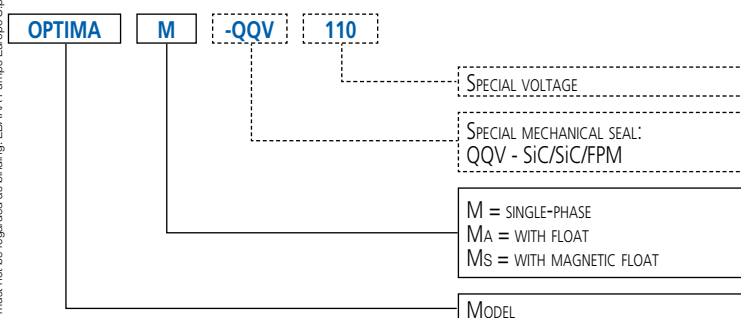 OPTIMA M -QQV 110
SPECIAL VOLTAGE
SPECIAL MECHANICAL SEAL:
QQV - SiC/SiC/FPM
M = SINGLE-PHASE
MA = WITH FLOAT
MS = WITH MAGNETIC FLOAT
MODEL